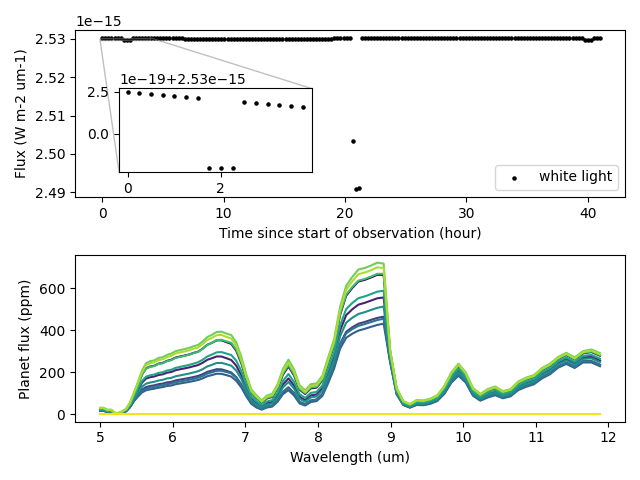 1e−15
2.53
2.52
2.51
2.50
2.49
Flux (W m-2 um-1)
1e−19+2.53e−15
2.5
0.0
0 2
white light
0 10 20 30 40
Time since start of observation (hour)
600
400
200
0
Planet flux (ppm)
5 6 7 8 9 10 11 12
Wavelength (um)